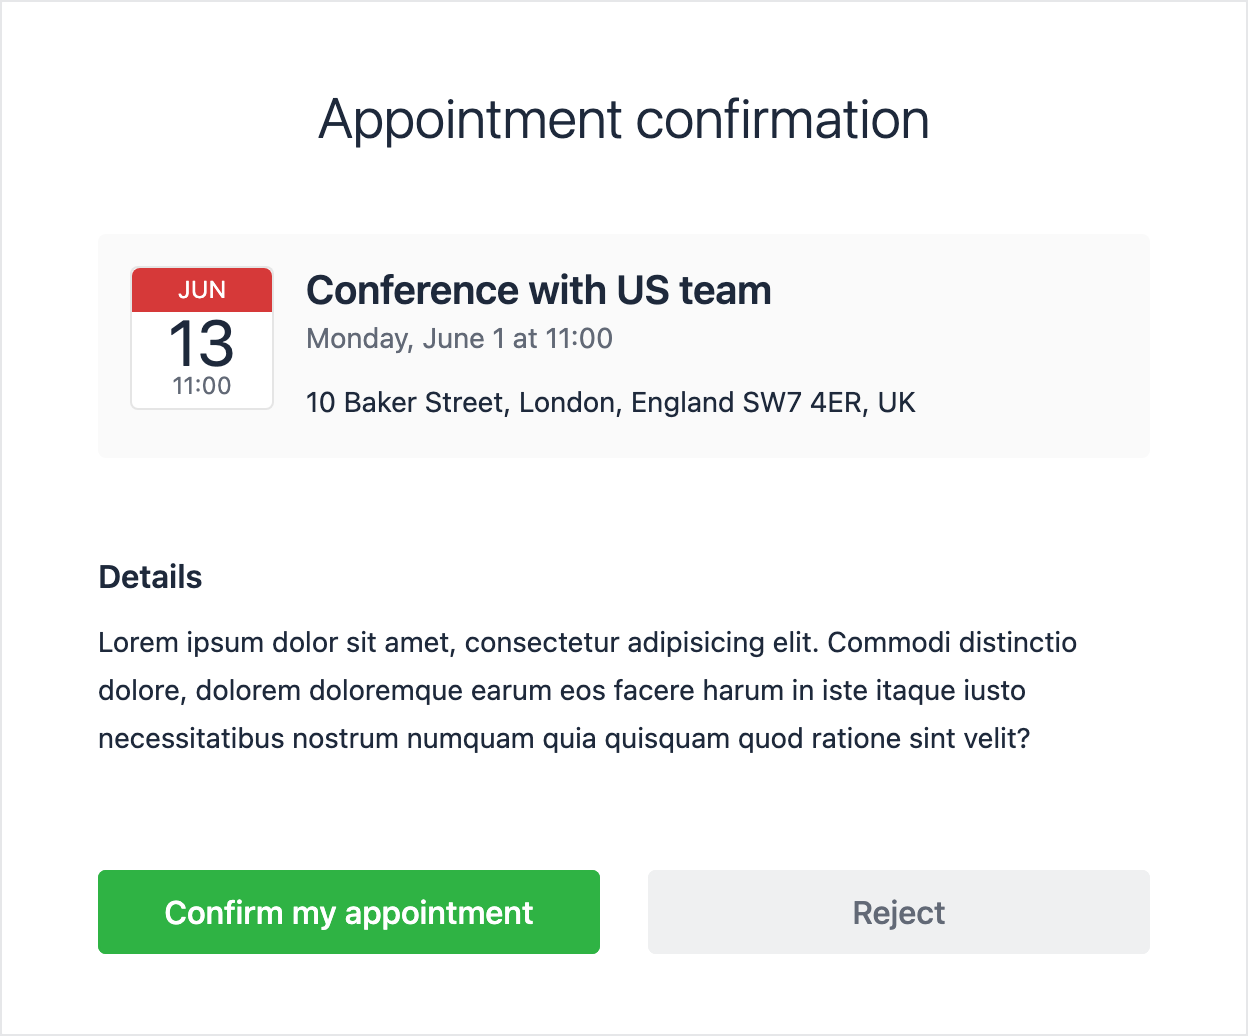 Appointment confirmation
JUN
13
11:00
Conference with US team
Monday, June 1 at 11:00
10 Baker Street, London, England SW7 4ER, UK
Details
Lorem ipsum dolor sit amet, consectetur adipisicing elit. Commodi distinctio
dolore, dolorem doloremque earum eos facere harum in iste itaque iusto
necessitatibus nostrum numquam quia quisquam quod ratione sint velit?
Confirm my appointment
Reject